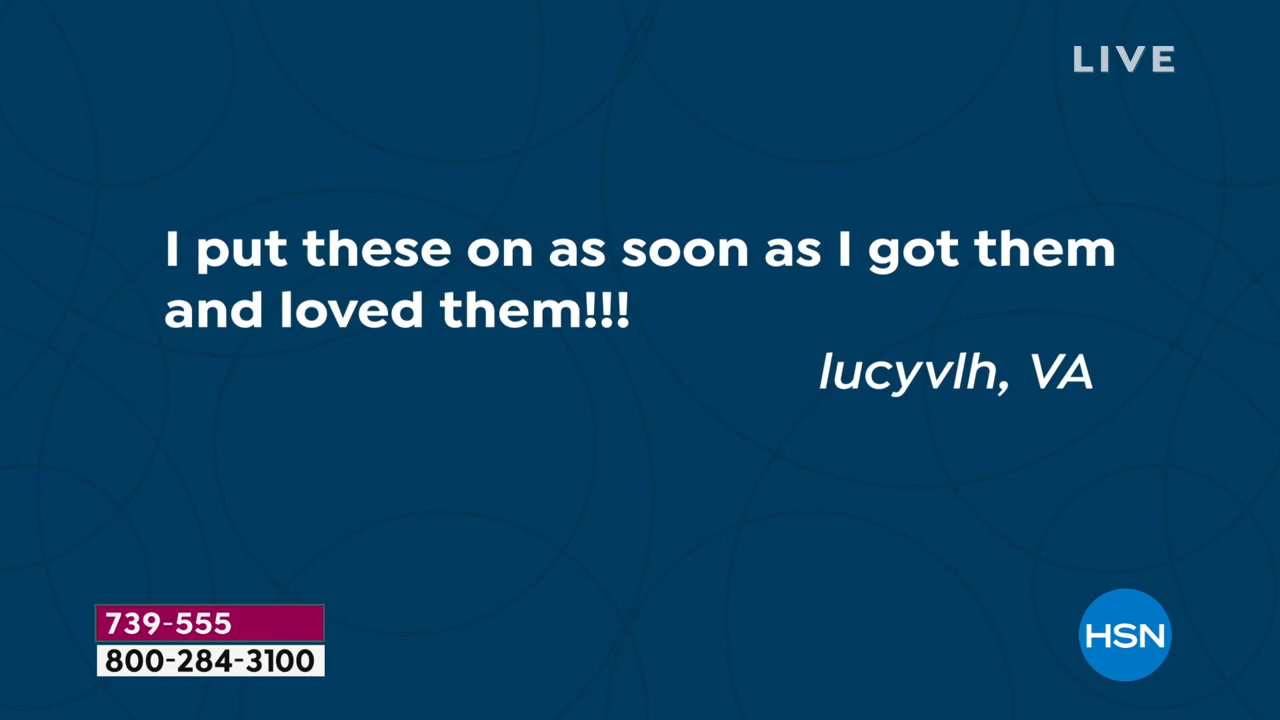 LIVE
I put these on as soon as I got them
and loved them!!!
lucyvlh, VA
739-555
800-284-3100
HSN